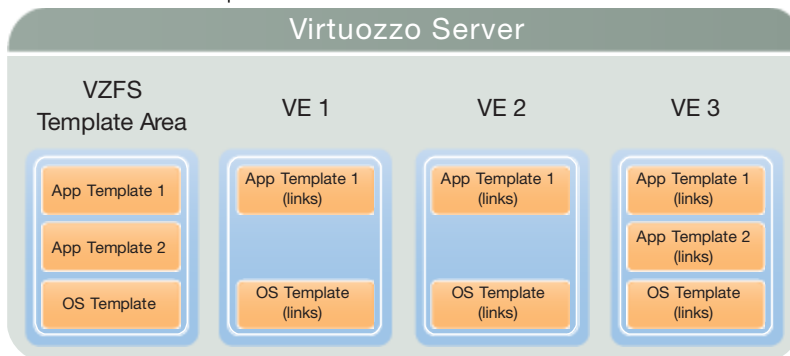 Virtuozzo Server
VZFS
Template Area
App Template 1
App Template 2
OS Template
VE 1
App Template 1
(links)
OS Template
(links)
VE 2
App Template 1
(links)
OS Template
(links)
VE 3
App Template 1
(links)
App Template 2
(links)
OS Template
(links)